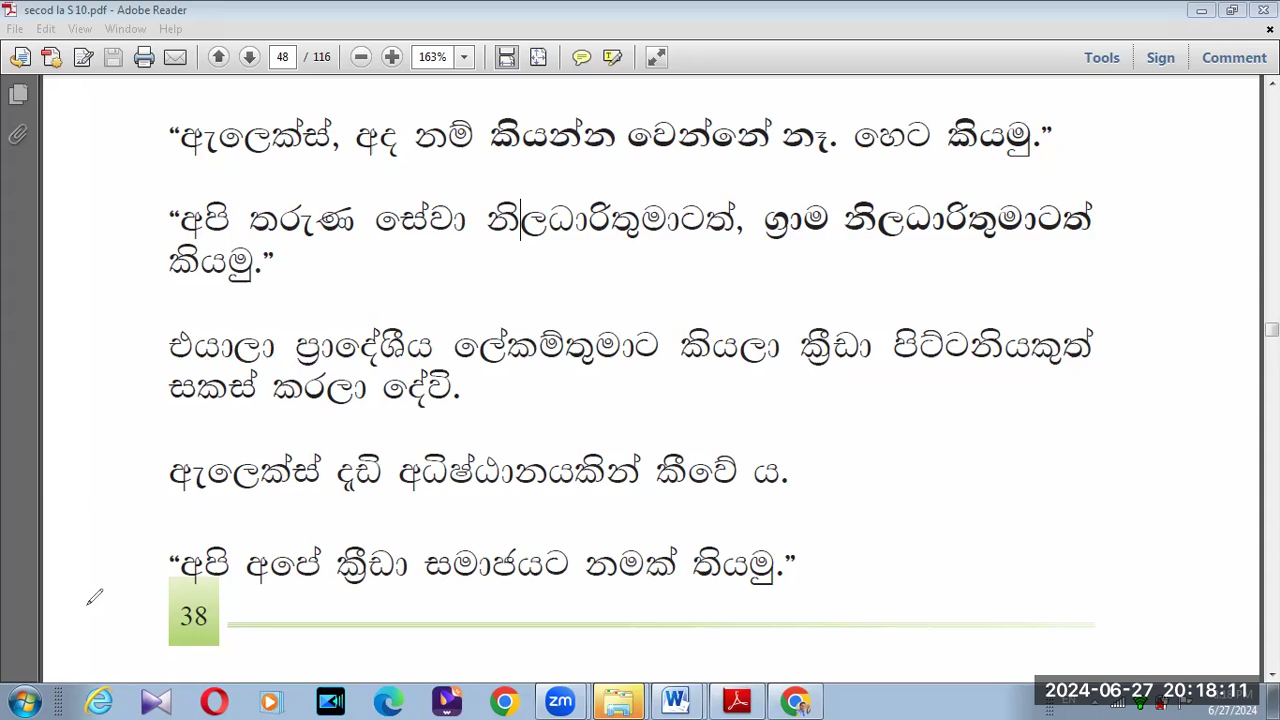 secod la S10.pdf - Adobe Reader
File Edit View Window Help
48 / 116 163% Tools Sign Comment
“ඇලෙක්ස්, අද නම් කියන්න වෙන්නේ නෑ. හෙට කියමු.”
“අපි තරුණ සේවා නිලධාරිතුමාටත්, ග්‍රාම නිලධාරිතුමාටත්
කියමු.”
එයාලා ප්‍රාදේශීය ලේකම්තුමාට කියලා ක්‍රීඩා පිට්ටනියකුත්
සකස් කරලා දේවි.
ඇලෙක්ස් දැඩි අධිෂ්ඨානයකින් කීවේ ය.
“අපි අපේ ක්‍රීඩා සමාජයට නමක් තියමු.”
38
zm
2024-06-27 20:18:11
6/27/2024